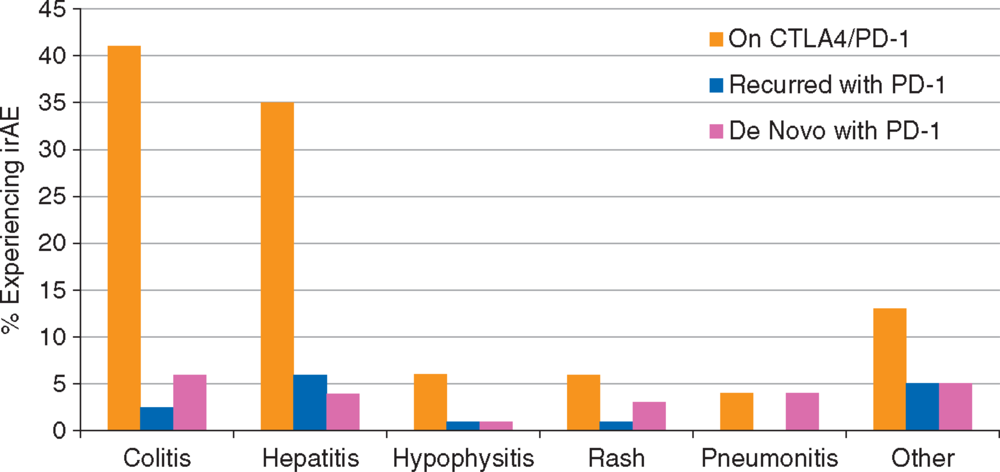 45
40
35
30
25
20
15
10
5
0
% Experiencing irAE
On CTLA4/PD-1
Recurred with PD-1
De Novo with PD-1
Colitis Hepatitis Hypophysitis Rash Pneumonitis Other